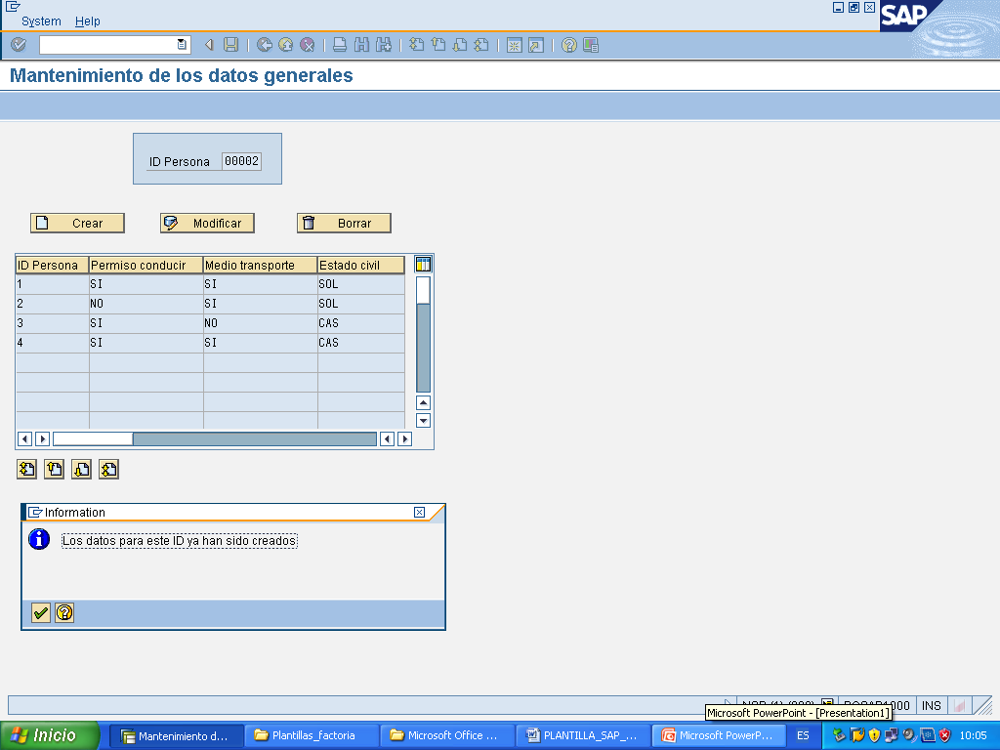 System Help
SAP
Mantenimiento de los datos generales
ID Persona 00002
Crear Modificar Borrar
ID Persona Permiso conducir Medio transporte Estado civil
1 SI SI SOL
2 NO SI SOL
3 SI NO CAS
4 SI SI CAS
Information
Los datos para este ID ya han sido creados
INS
Microsoft PowerPoint - [Presentation1]
Inicio Mantenimiento d... Plantillas_factoria Microsoft Office ... PLANTILLA_SAP_... Microsoft PowerP... ES 10:05